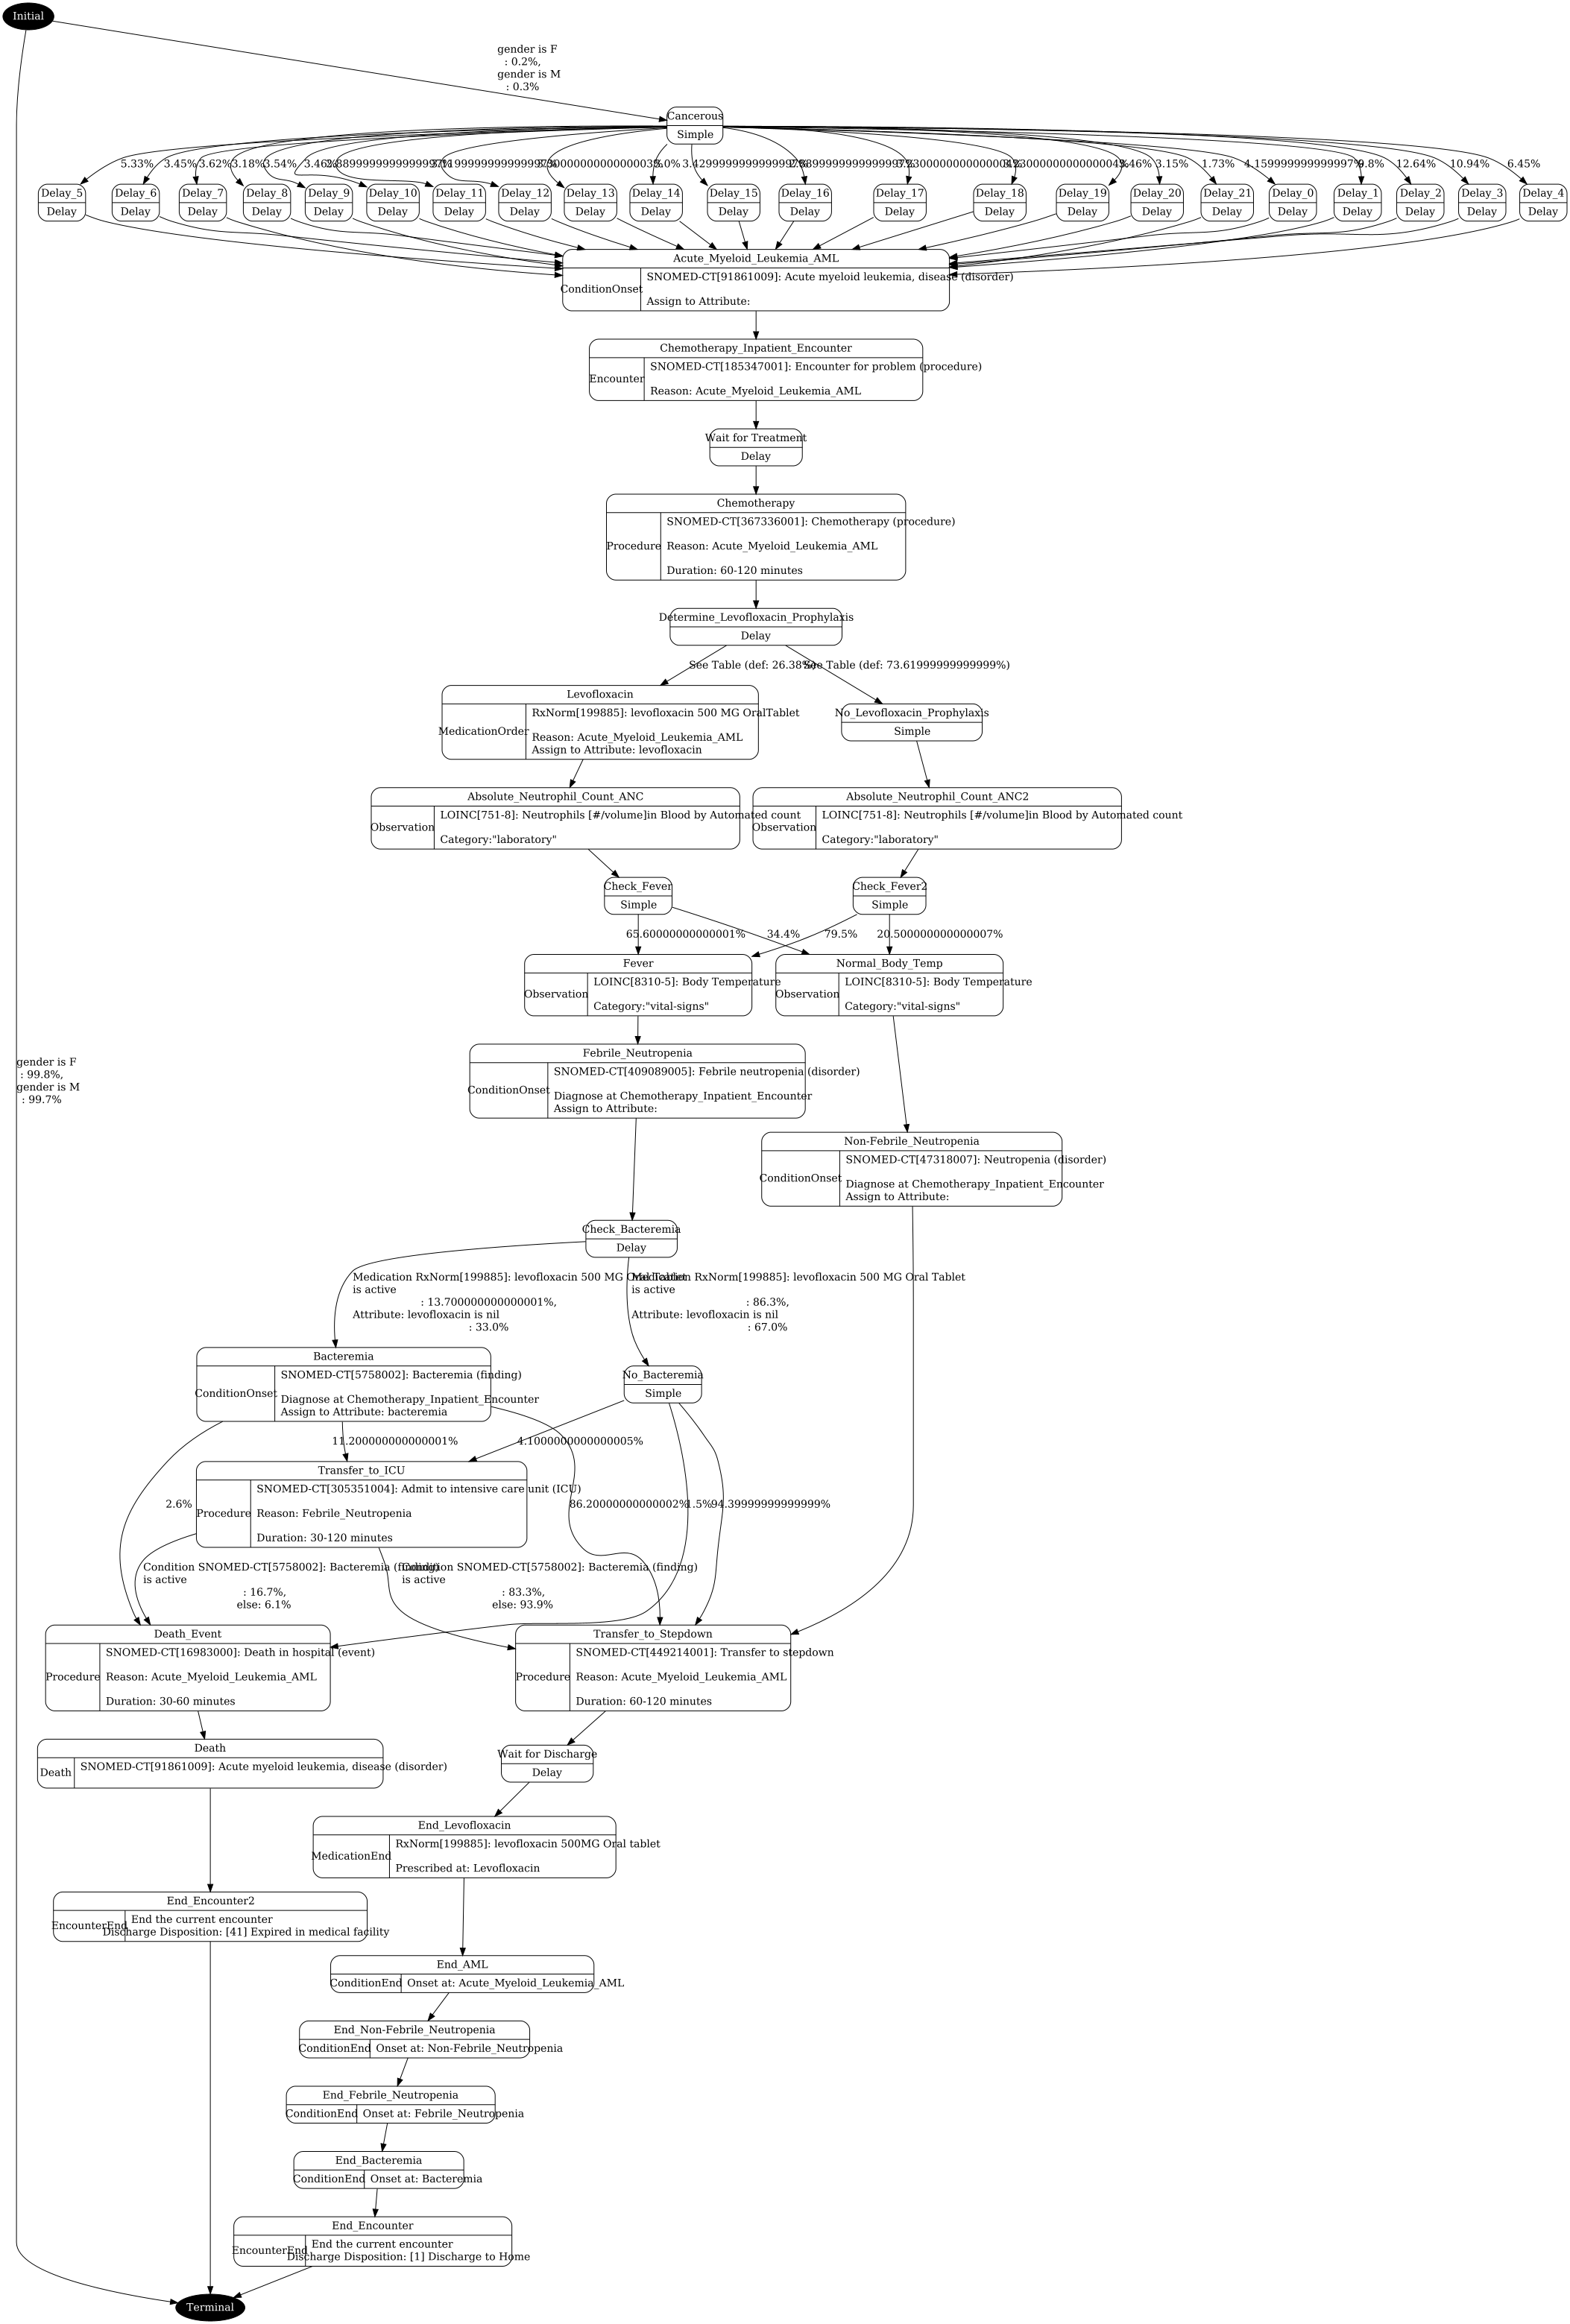 Initial
gender is F
: 0.2%,
gender is M
: 0.3%
Cancerous
Simple
5.33%
3.45%
3.62%
3.18%
3.54%
3.46%
3.0%
3.15%
1.73%
4.159999999999997%
9.8%
12.64%
10.94%
6.45%
Delay_5
Delay
Delay_6
Delay
Delay_7
Delay
Delay_8
Delay
Delay_9
Delay
Delay_10
Delay
Delay_11
Delay
Delay_12
Delay
Delay_13
Delay
Delay_14
Delay
Delay_15
Delay
Delay_16
Delay
Delay_17
Delay
Delay_18
Delay
Delay_19
Delay
Delay_20
Delay
Delay_21
Delay
Delay_0
Delay
Delay_1
Delay
Delay_2
Delay
Delay_3
Delay
Delay_4
Delay
Acute_Myeloid_Leukemia_AML
ConditionOnset
SNOMED-CT[91861009]: Acute myeloid leukemia, disease (disorder)
Assign to Attribute:
Chemotherapy_Inpatient_Encounter
Encounter
SNOMED-CT[185347001]: Encounter for problem (procedure)
Reason: Acute_Myeloid_Leukemia_AML
Wait for Treatment
Delay
Chemotherapy
Procedure
SNOMED-CT[367336001]: Chemotherapy (procedure)
Reason: Acute_Myeloid_Leukemia_AML
Duration: 60-120 minutes
Determine_Levofloxacin_Prophylaxis
Delay
See Table (def: 26.38%)
See Table (def: 73.61999999999999%)
Levofloxacin
MedicationOrder
RxNorm[199885]: levofloxacin 500 MG OralTablet
Reason: Acute_Myeloid_Leukemia_AML
Assign to Attribute: levofloxacin
No_Levofloxacin_Prophylaxis
Simple
Absolute_Neutrophil_Count_ANC
Observation
LOINC[751-8]: Neutrophils [#/volume]in Blood by Automated count
Category:"laboratory"
Absolute_Neutrophil_Count_ANC2
Observation
LOINC[751-8]: Neutrophils [#/volume]in Blood by Automated count
Category:"laboratory"
Check_Fever
Simple
Check_Fever2
Simple
65.60000000000001%
34.4%
79.5%
20.500000000000007%
Fever
Observation
LOINC[8310-5]: Body Temperature
Category:"vital-signs"
Normal_Body_Temp
Observation
LOINC[8310-5]: Body Temperature
Category:"vital-signs"
Febrile_Neutropenia
ConditionOnset
SNOMED-CT[409089005]: Febrile neutropenia (disorder)
Diagnose at Chemotherapy_Inpatient_Encounter
Assign to Attribute:
gender is F
: 99.8%,
gender is M
: 99.7%
Non-Febrile_Neutropenia
ConditionOnset
SNOMED-CT[47318007]: Neutropenia (disorder)
Diagnose at Chemotherapy_Inpatient_Encounter
Assign to Attribute:
Check_Bacteremia
Delay
Medication RxNorm[199885]: levofloxacin 500 MG Oral Tablet
is active
: 13.700000000000001%,
Attribute: levofloxacin is nil
: 33.0%
Medication RxNorm[199885]: levofloxacin 500 MG Oral Tablet
is active
: 86.3%,
Attribute: levofloxacin is nil
: 67.0%
Bacteremia
ConditionOnset
SNOMED-CT[5758002]: Bacteremia (finding)
Diagnose at Chemotherapy_Inpatient_Encounter
Assign to Attribute: bacteremia
No_Bacteremia
Simple
11.200000000000001%
4.1000000000000005%
Transfer_to_ICU
Procedure
SNOMED-CT[305351004]: Admit to intensive care unit (ICU)
Reason: Febrile_Neutropenia
Duration: 30-120 minutes
2.6%
86.20000000000002%
1.5%
94.39999999999999%
Condition SNOMED-CT[5758002]: Bacteremia (finding)
is active
: 16.7%,
else: 6.1%
Condition SNOMED-CT[5758002]: Bacteremia (finding)
is active
: 83.3%,
else: 93.9%
Death_Event
Procedure
SNOMED-CT[16983000]: Death in hospital (event)
Reason: Acute_Myeloid_Leukemia_AML
Duration: 30-60 minutes
Transfer_to_Stepdown
Procedure
SNOMED-CT[449214001]: Transfer to stepdown
Reason: Acute_Myeloid_Leukemia_AML
Duration: 60-120 minutes
Death
Death
SNOMED-CT[91861009]: Acute myeloid leukemia, disease (disorder)
Wait for Discharge
Delay
End_Levofloxacin
MedicationEnd
RxNorm[199885]: levofloxacin 500MG Oral tablet
Prescribed at: Levofloxacin
End_Encounter2
EncounterEnd
End the current encounter
Discharge Disposition: [41] Expired in medical facility
End_AML
ConditionEnd
Onset at: Acute_Myeloid_Leukemia_AML
End_Non-Febrile_Neutropenia
ConditionEnd
Onset at: Non-Febrile_Neutropenia
End_Febrile_Neutropenia
ConditionEnd
Onset at: Febrile_Neutropenia
End_Bacteremia
ConditionEnd
Onset at: Bacteremia
End_Encounter
EncounterEnd
End the current encounter
Discharge Disposition: [1] Discharge to Home
Terminal